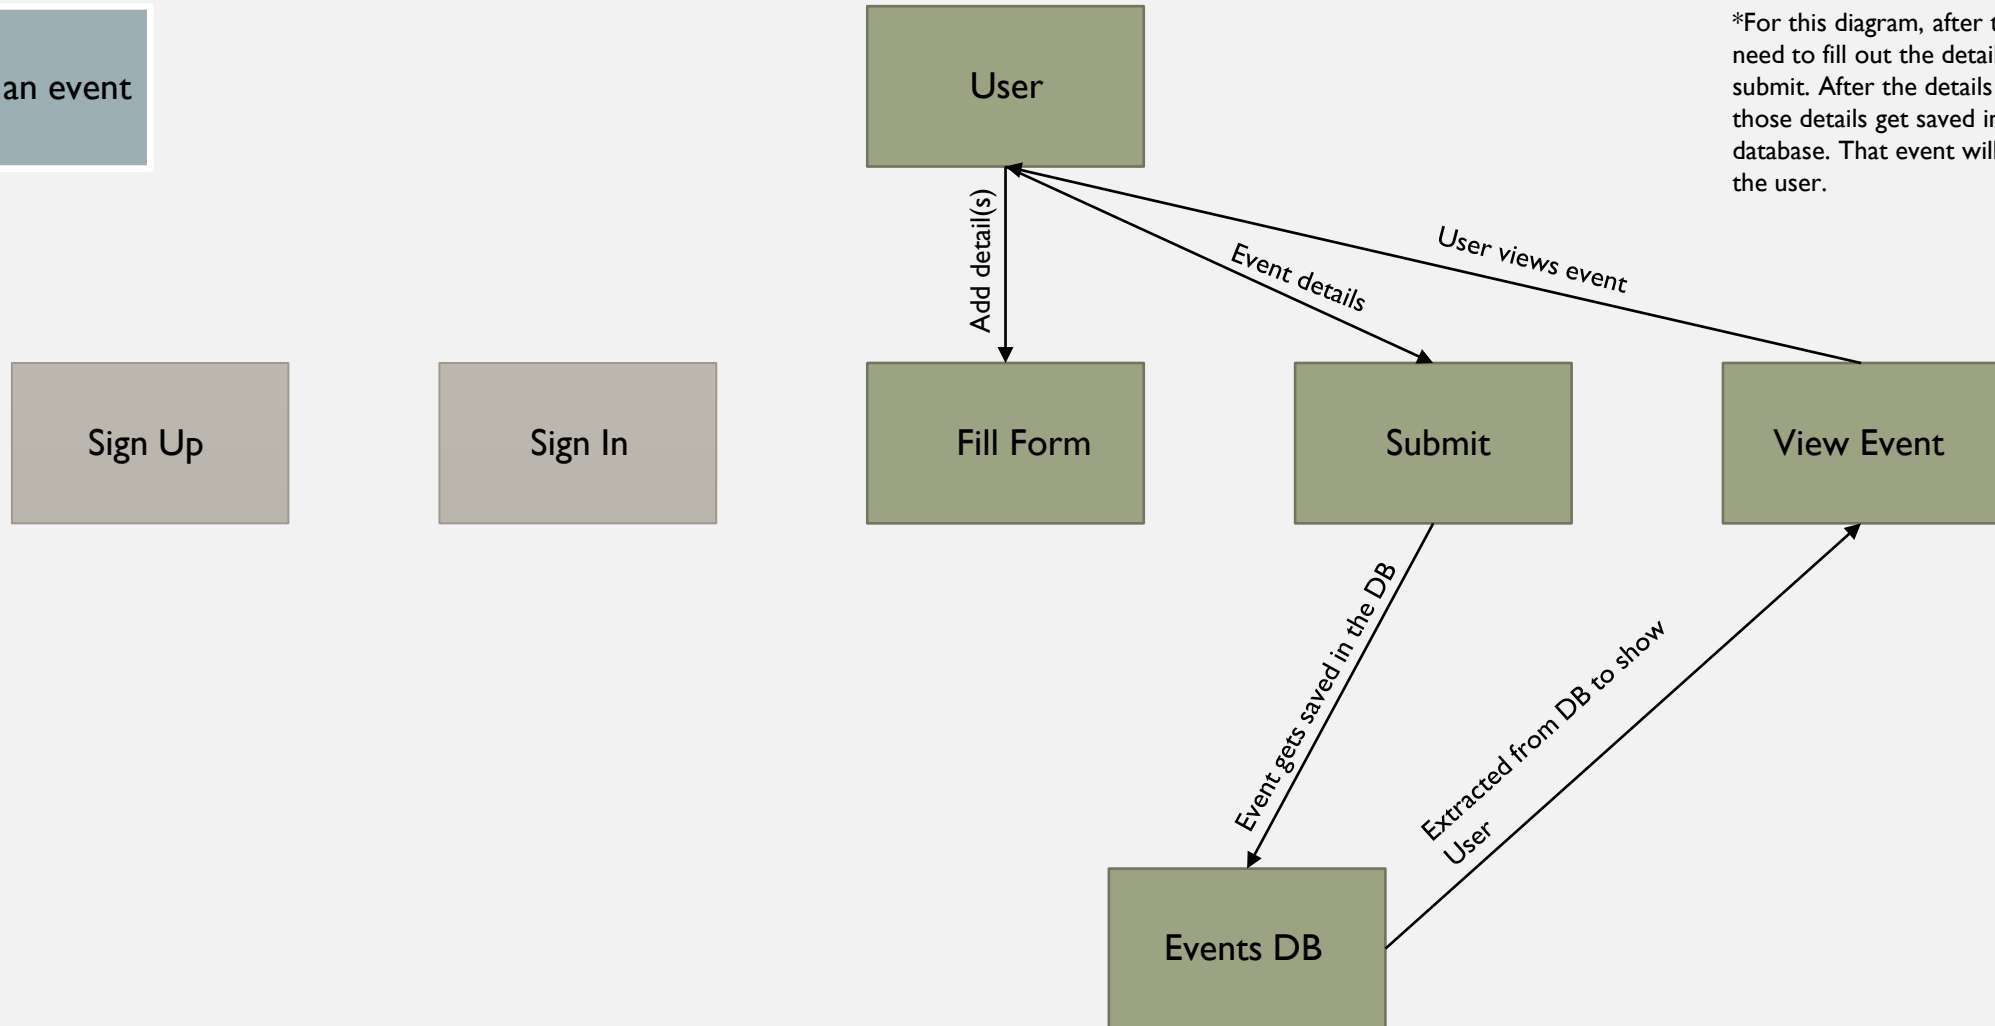 an event
User
*For this diagram, after
need to fill out the detail
submit. After the details
those details get saved
database. That event will
the user.
Add detail(s)
Event details
User views event
Sign Up
Sign In
Fill Form
Submit
View Event
Event gets saved in the DB
Extracted from DB to show
User
Events DB